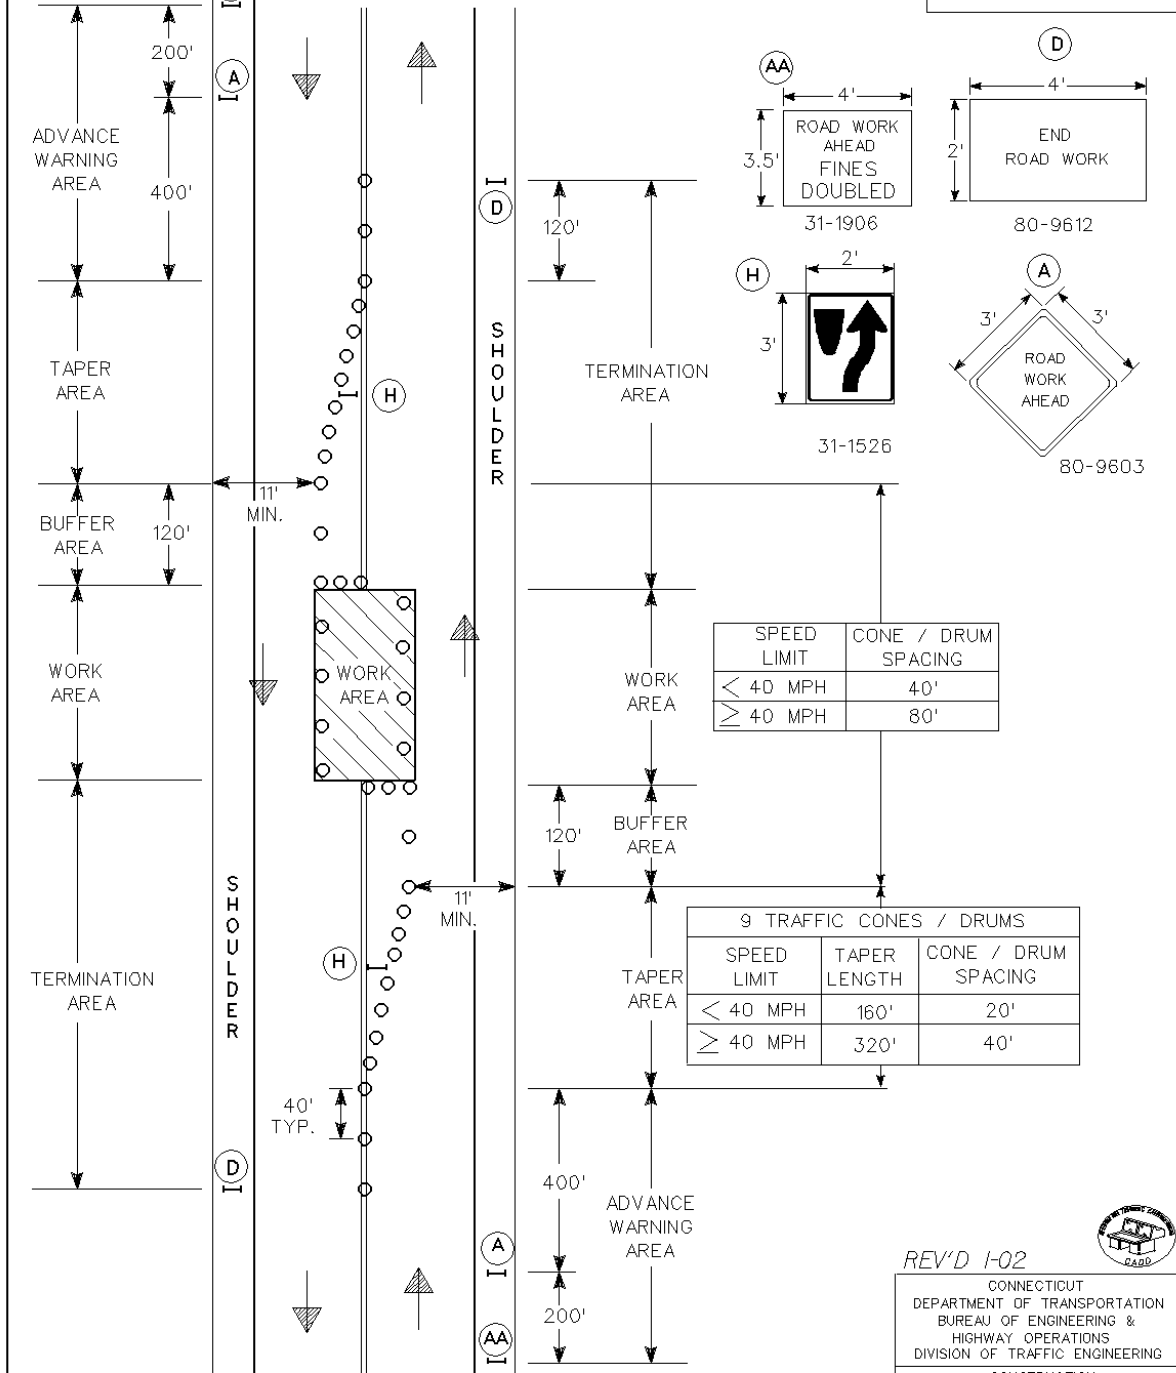 200'
A
ADVANCE
WARNING
AREA
400'
D
120'
AA
4'
3.5'
ROAD WORK
AHEAD
FINES
DOUBLED
31-1906
D
4'
2'
END
ROAD WORK
80-9612
H
2'
3'
31-1526
A
3'
3'
ROAD
WORK
AHEAD
80-9603
TAPER
AREA
H
SHOULDER
TERMINATION
AREA
11'
MIN.
BUFFER
AREA
120'
WORK
AREA
WORK
AREA
WORK
AREA
SPEED
LIMIT
CONE / DRUM
SPACING
< 40 MPH
40'
≥ 40 MPH
80'
120'
BUFFER
AREA
11'
MIN.
SHOULDER
TERMINATION
AREA
H
TAPER
AREA
9 TRAFFIC CONES / DRUMS
SPEED
LIMIT
TAPER
LENGTH
CONE / DRUM
SPACING
< 40 MPH
160'
20'
≥ 40 MPH
320'
40'
40'
TYP.
D
400'
ADVANCE
WARNING
AREA
A
200'
AA
REV'D 1-02
CADD
CONNECTICUT
DEPARTMENT OF TRANSPORTATION
BUREAU OF ENGINEERING &
HIGHWAY OPERATIONS
DIVISION OF TRAFFIC ENGINEERING